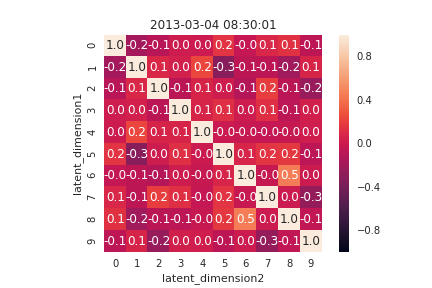 2013-03-04 08:30:01
0 1.0 -0.2 -0.1 0.0 0.0 0.2 -0.0 0.1 0.1 -0.1
1 -0.2 1.0 0.1 0.0 0.2 -0.3 -0.1 -0.1 -0.2 0.1
2 -0.1 0.1 1.0 -0.1 0.1 0.0 -0.1 0.2 -0.1 -0.2
3 0.0 0.0 -0.1 1.0 0.1 0.1 0.0 0.1 -0.1 0.0
4 0.0 0.2 0.1 0.1 1.0 -0.0 -0.0 -0.0 -0.0 0.0
5 0.2 -0.3 0.0 0.1 -0.0 1.0 0.1 0.2 0.2 -0.1
6 -0.0 -0.1 -0.1 0.0 -0.0 0.1 1.0 -0.0 0.5 0.0
7 0.1 -0.1 0.2 0.1 -0.0 0.2 -0.0 1.0 0.0 -0.3
8 0.1 -0.2 -0.1 -0.1 -0.0 0.2 0.5 0.0 1.0 -0.1
9 -0.1 0.1 -0.2 0.0 0.0 -0.1 0.0 -0.3 -0.1 1.0
0 1 2 3 4 5 6 7 8 9
latent_dimension2
latent_dimension1
0.8
0.4
0.0
−0.4
−0.8